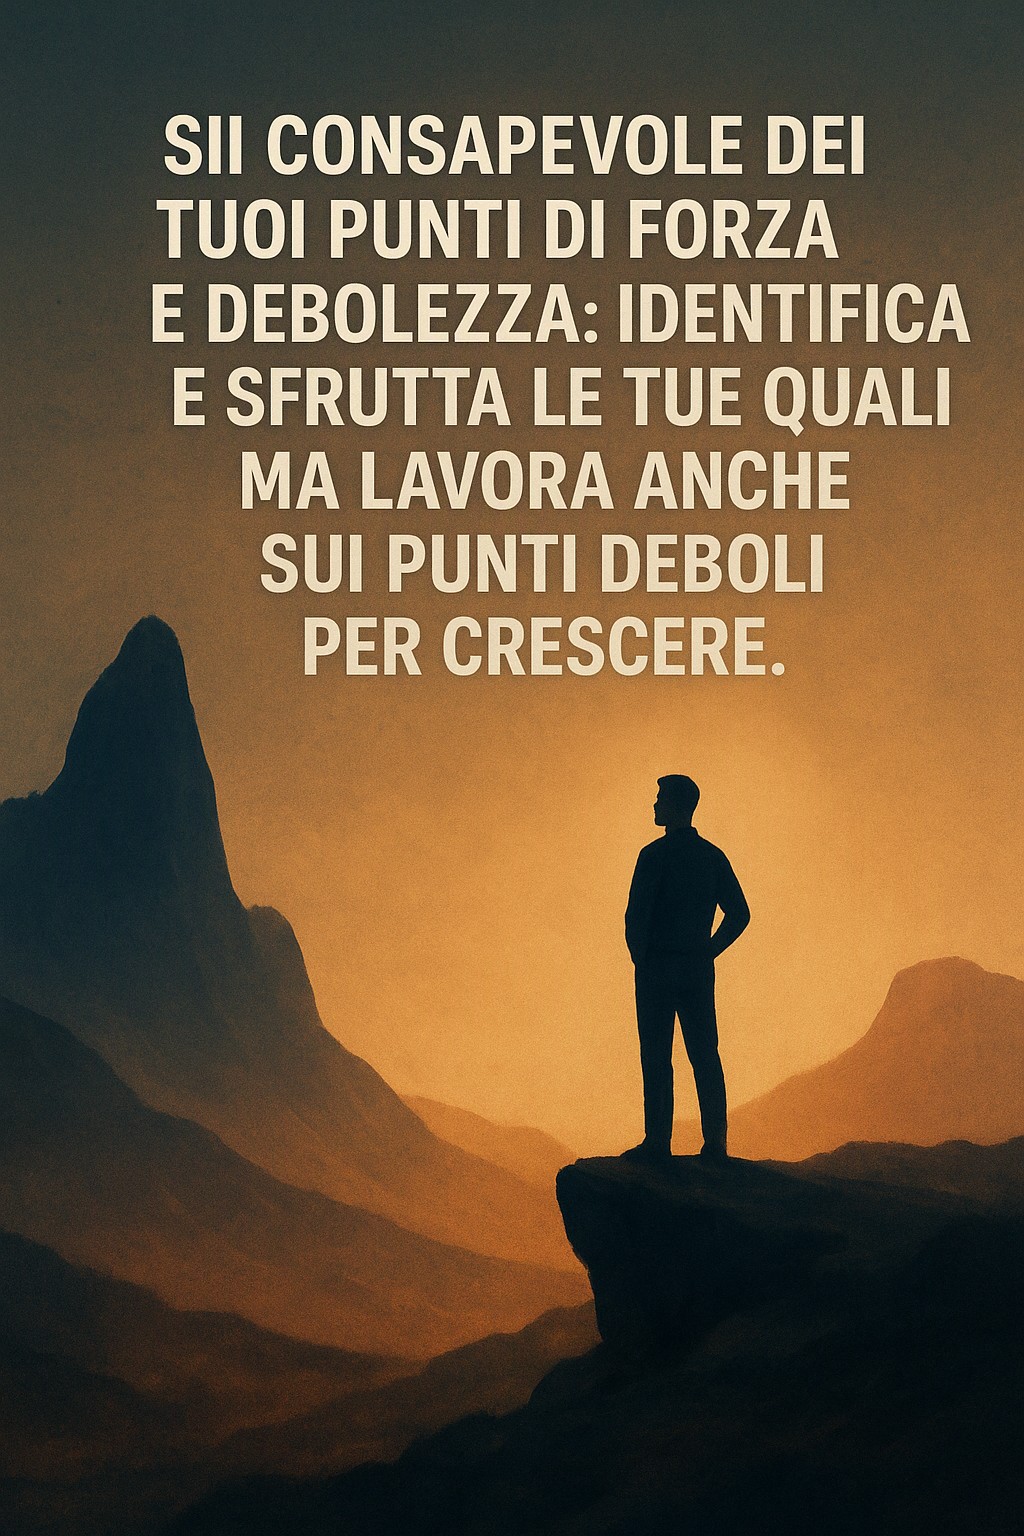 SII CONSAPEVOLE DEI
TUOI PUNTI DI FORZA
E DEBOLEZZA: IDENTIFICA
E SFRUTTA LE TUE QUALI
MA LAVORA ANCHE
SUI PUNTI DEBOLI
PER CRESCERE.